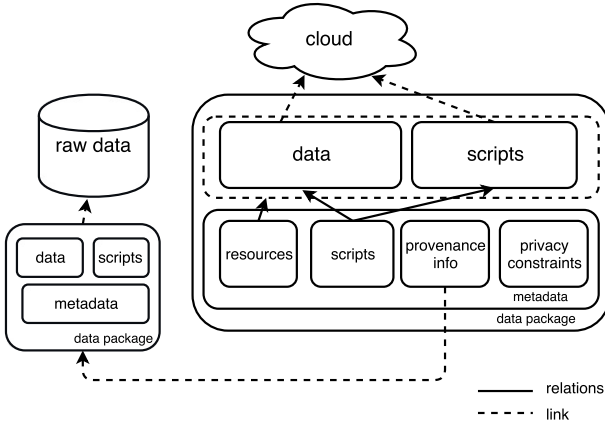 cloud
raw data
data
scripts
data
scripts
metadata
data package
resources
scripts
provenance
info
privacy
constraints
metadata
data package
relations
link